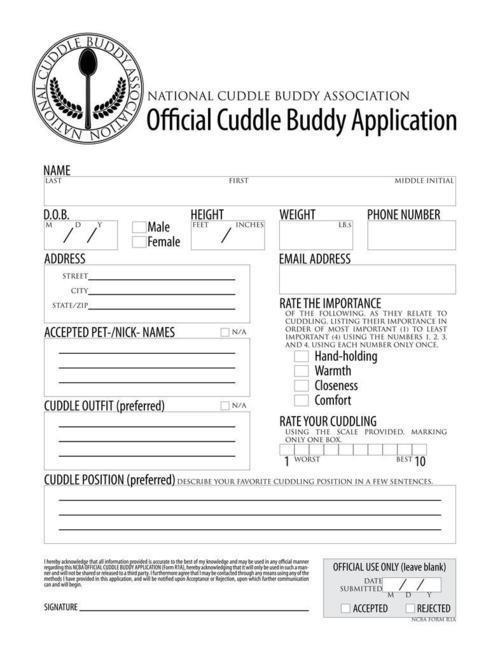 NATIONAL CUDDLE BUDDY ASSOCIATION
NATIONAL CUDDLE BUDDY ASSOCIATION
Official Cuddle Buddy Application
NAME
LAST FIRST MIDDLE INITIAL
D.O.B. HEIGHT WEIGHT PHONE NUMBER
M D Y Male FEET INCHES LB.s
/ / Female /
ADDRESS
STREET
CITY
STATE/ZIP
EMAIL ADDRESS
ACCEPTED PET-/NICK- NAMES N/A
RATE THE IMPORTANCE
OF THE FOLLOWING, AS THEY RELATE TO
CUDDLING, LISTING THEIR IMPORTANCE IN
ORDER OF MOST IMPORTANT (1) TO LEAST
IMPORTANT (4) USING THE NUMBERS 1, 2, 3,
AND 4, USING EACH NUMBER ONLY ONCE.
Hand-holding
Warmth
Closeness
Comfort
CUDDLE OUTFIT (preferred) N/A
RATE YOUR CUDDLING
USING THE SCALE PROVIDED, MARKING
ONLY ONE BOX.
1 WORST BEST 10
CUDDLE POSITION (preferred) DESCRIBE YOUR FAVORITE CUDDLING POSITION IN A FEW SENTENCES.
I hereby acknowledge that all information provided is accurate to the best of my knowledge and may be used in any official manner
regarding this NCBA OFFICIAL CUDDLE BUDDY APPLICATION (Form R1A), hereby acknowledging that it will only be used in such a man-
ner and will not be shared or released to a third party. I furthermore agree that I may be contacted through any means using any of the
methods I have provided in this application, and will be notified upon Acceptance or Rejection, upon which further communication
can and will begin.
SIGNATURE
OFFICIAL USE ONLY (leave blank)
DATE
SUBMITTED / /
M D Y
ACCEPTED REJECTED
NCBA FORM R1A